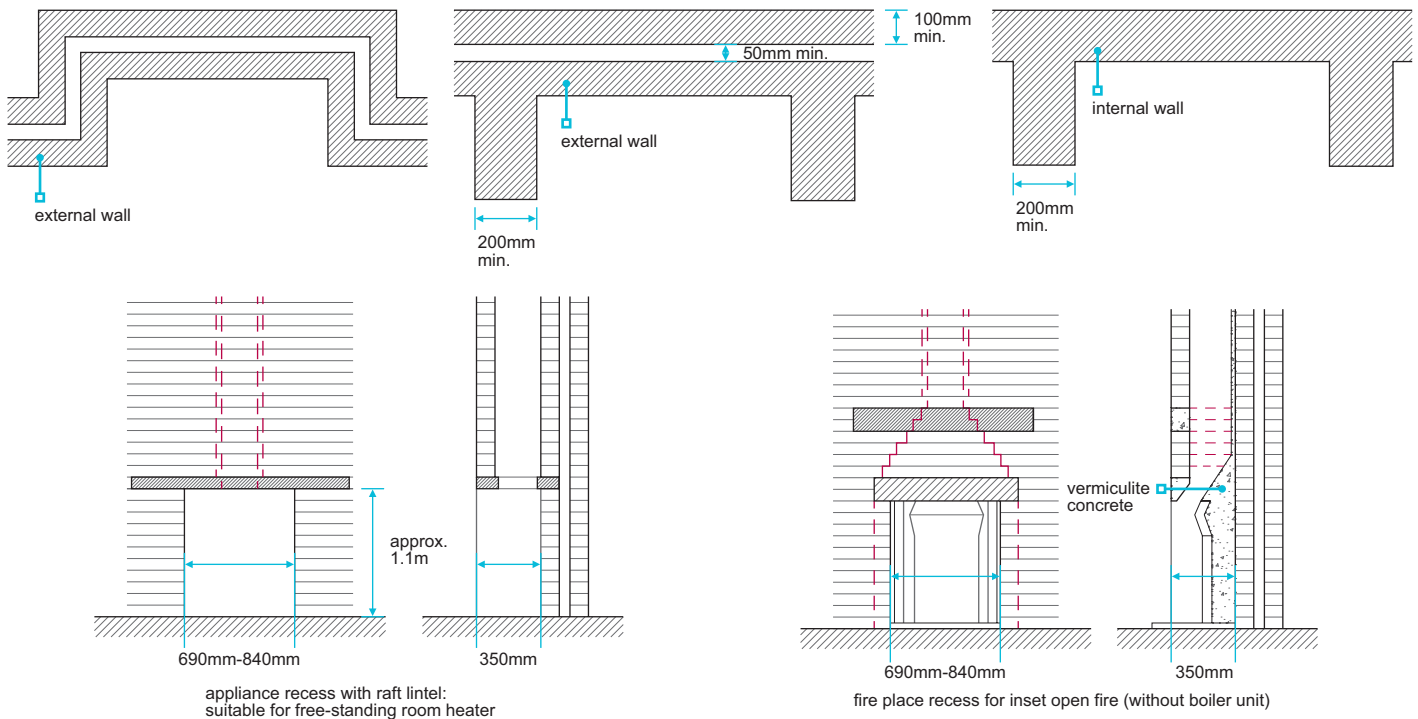 external wall
100mm
min.
50mm min.
external wall
200mm
min.
internal wall
200mm
min.
approx.
1.1m
690mm-840mm
350mm
appliance recess with raft lintel:
suitable for free-standing room heater
vermiculite
concrete
690mm-840mm
350mm
fire place recess for inset open fire (without boiler unit)